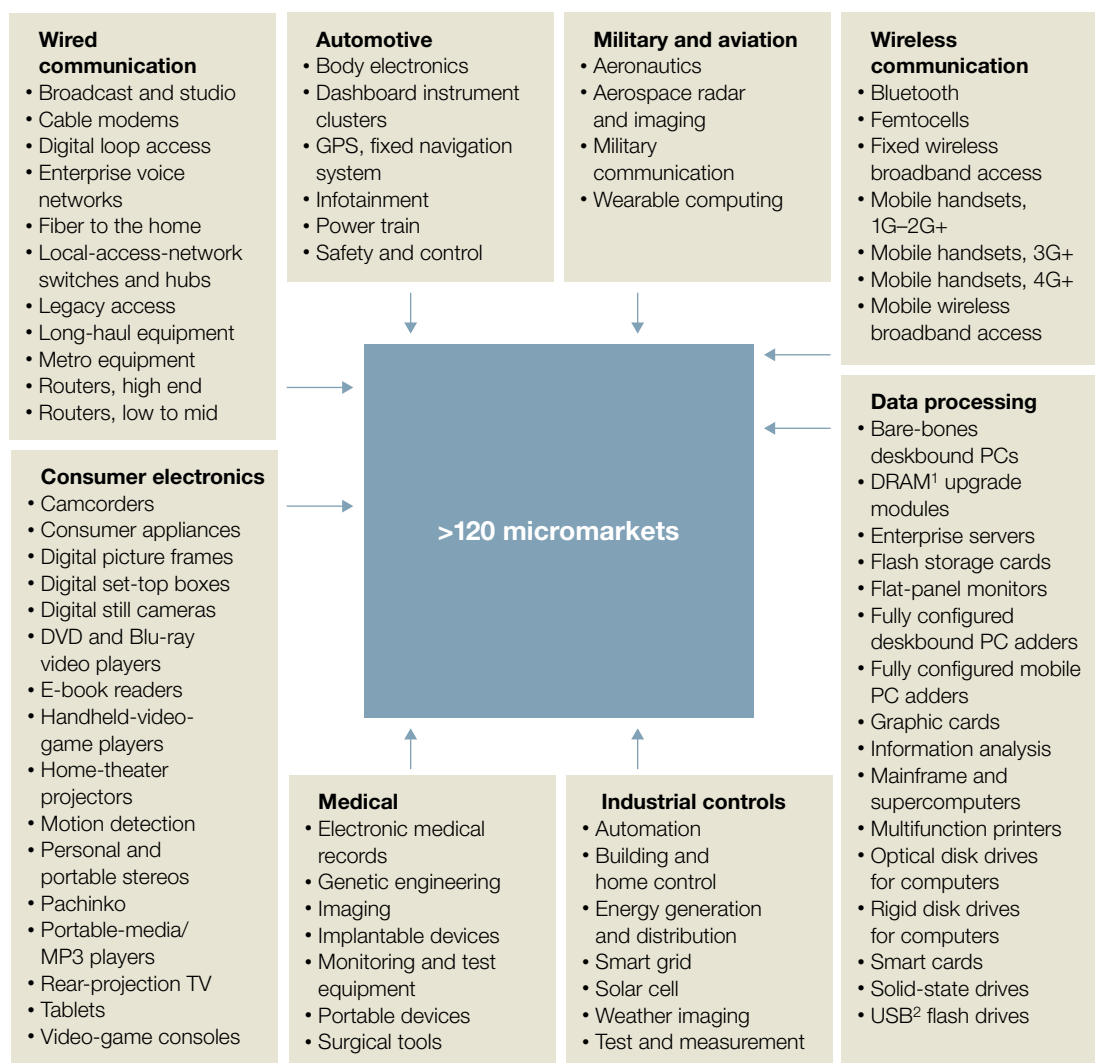 Wired
communication
• Broadcast and studio
• Cable modems
• Digital loop access
• Enterprise voice
networks
• Fiber to the home
• Local-access-network
switches and hubs
• Legacy access
• Long-haul equipment
• Metro equipment
• Routers, high end
• Routers, low to mid
Automotive
• Body electronics
• Dashboard instrument
clusters
• GPS, fixed navigation
system
• Infotainment
• Power train
• Safety and control
Military and aviation
• Aeronautics
• Aerospace radar
and imaging
• Military
communication
• Wearable computing
Wireless
communication
• Bluetooth
• Femtocells
• Fixed wireless
broadband access
• Mobile handsets,
1G–2G+
• Mobile handsets, 3G+
• Mobile handsets, 4G+
• Mobile wireless
broadband access
>120 micromarkets
Consumer electronics
• Camcorders
• Consumer appliances
• Digital picture frames
• Digital set-top boxes
• Digital still cameras
• DVD and Blu-ray
video players
• E-book readers
• Handheld-video-
game players
• Home-theater
projectors
• Motion detection
• Personal and
portable stereos
• Pachinko
• Portable-media/
MP3 players
• Rear-projection TV
• Tablets
• Video-game consoles
Medical
• Electronic medical
records
• Genetic engineering
• Imaging
• Implantable devices
• Monitoring and test
equipment
• Portable devices
• Surgical tools
Industrial controls
• Automation
• Building and
home control
• Energy generation
and distribution
• Smart grid
• Solar cell
• Weather imaging
• Test and measurement
Data processing
• Bare-bones
deskbound PCs
• DRAM¹ upgrade
modules
• Enterprise servers
• Flash storage cards
• Flat-panel monitors
• Fully configured
deskbound PC adders
• Fully configured mobile
PC adders
• Graphic cards
• Information analysis
• Mainframe and
supercomputers
• Multifunction printers
• Optical disk drives
for computers
• Rigid disk drives
for computers
• Smart cards
• Solid-state drives
• USB² flash drives